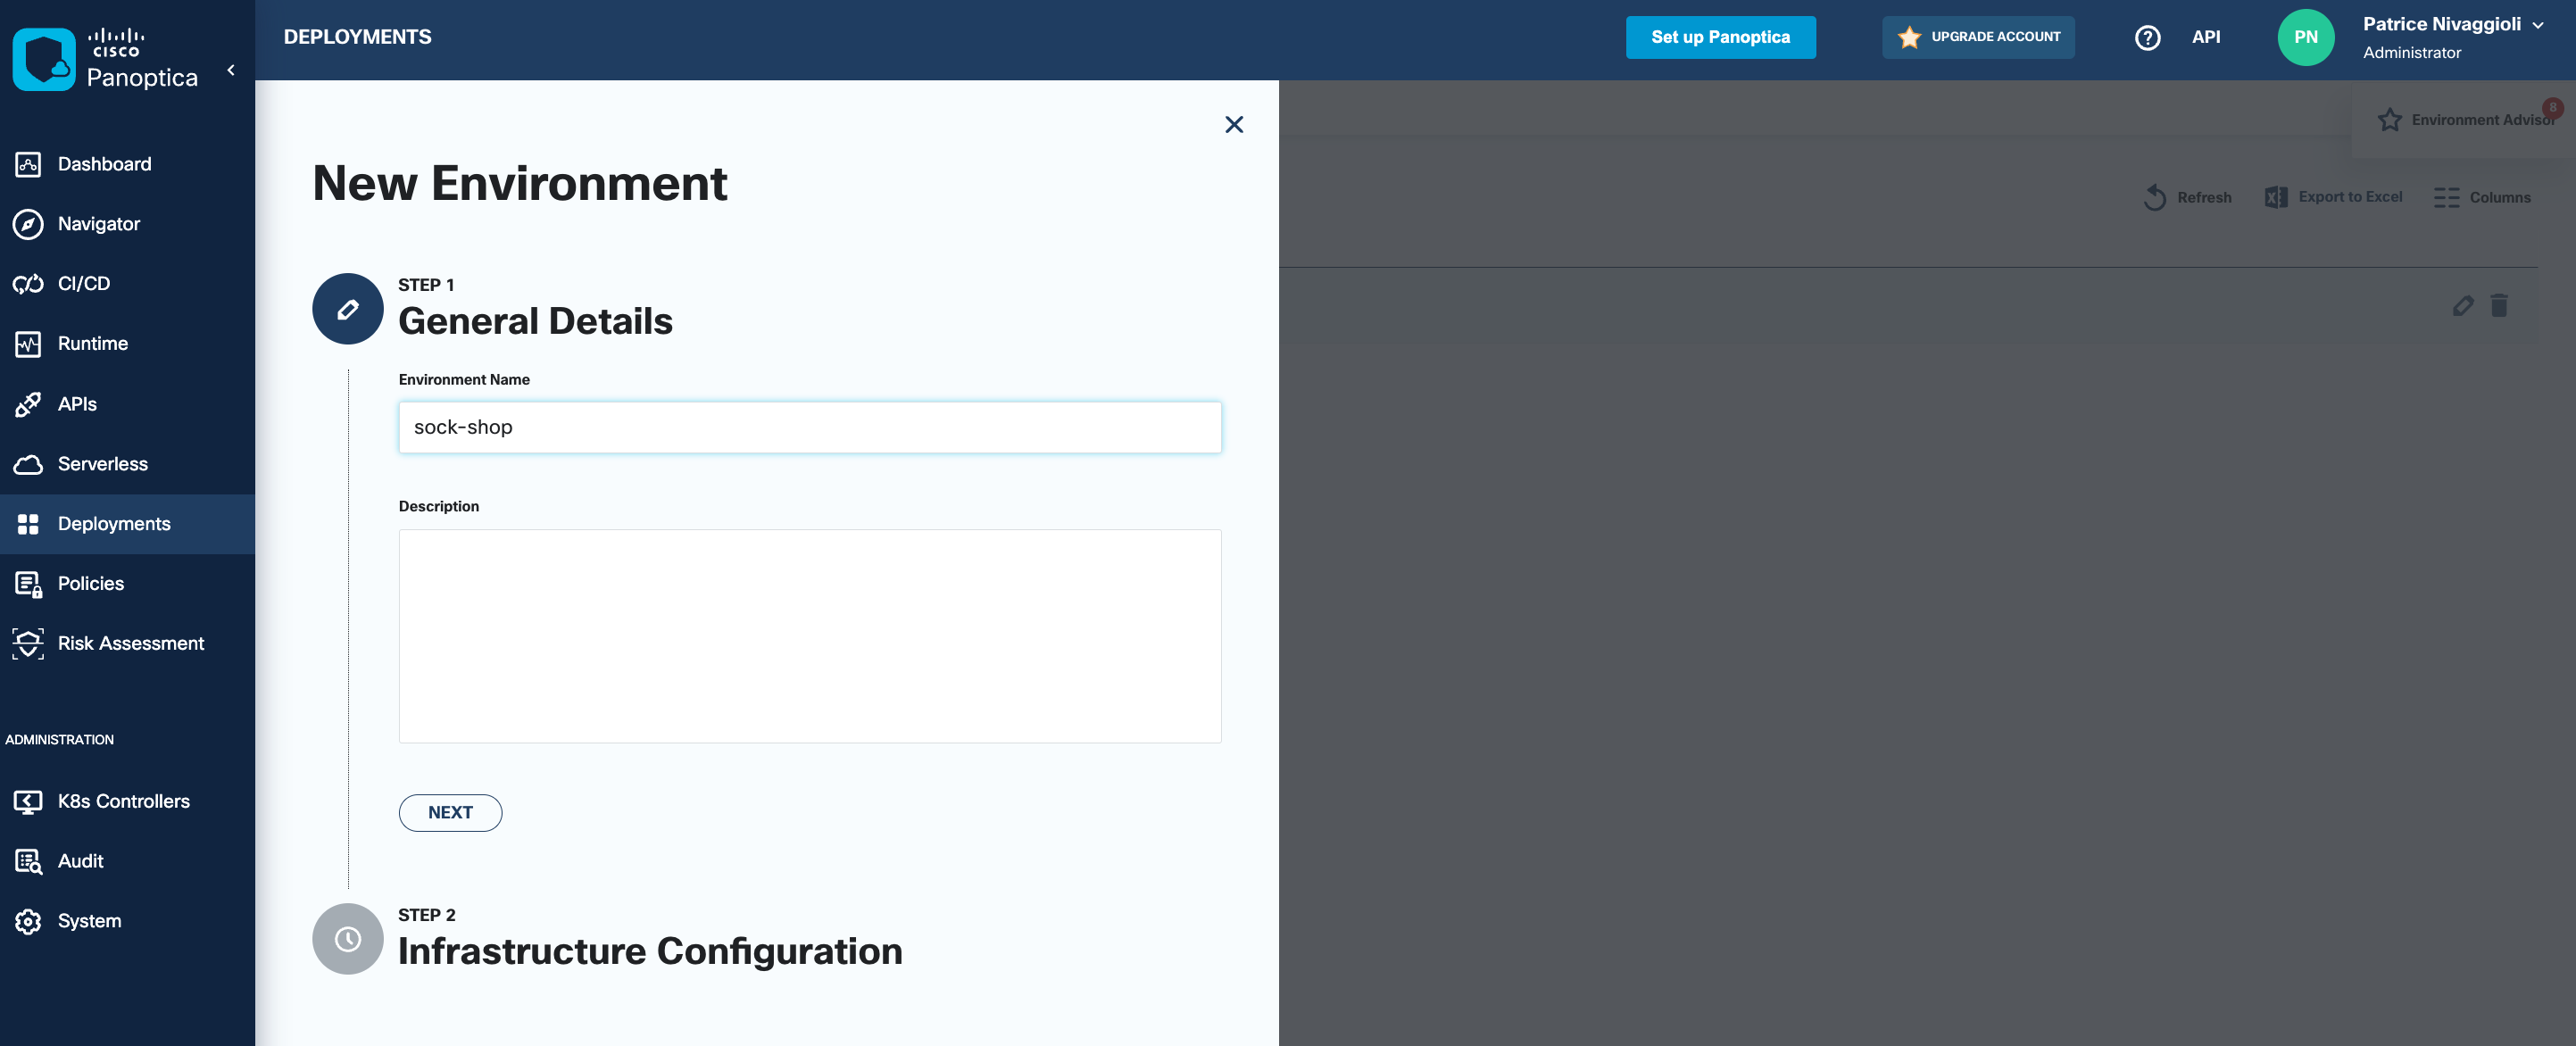 cisco
Panoptica
DEPLOYMENTS
Set up Panoptica
UPGRADE ACCOUNT
API
PN
Patrice Nivaggioli
Administrator
Dashboard
Navigator
CI/CD
Runtime
APIs
Serverless
Deployments
Policies
Risk Assessment
ADMINISTRATION
K8s Controllers
Audit
System
New Environment
STEP 1
General Details
Environment Name
sock-shop
Description
NEXT
STEP 2
Infrastructure Configuration
8
Environment Advisor
Refresh
Export to Excel
Columns